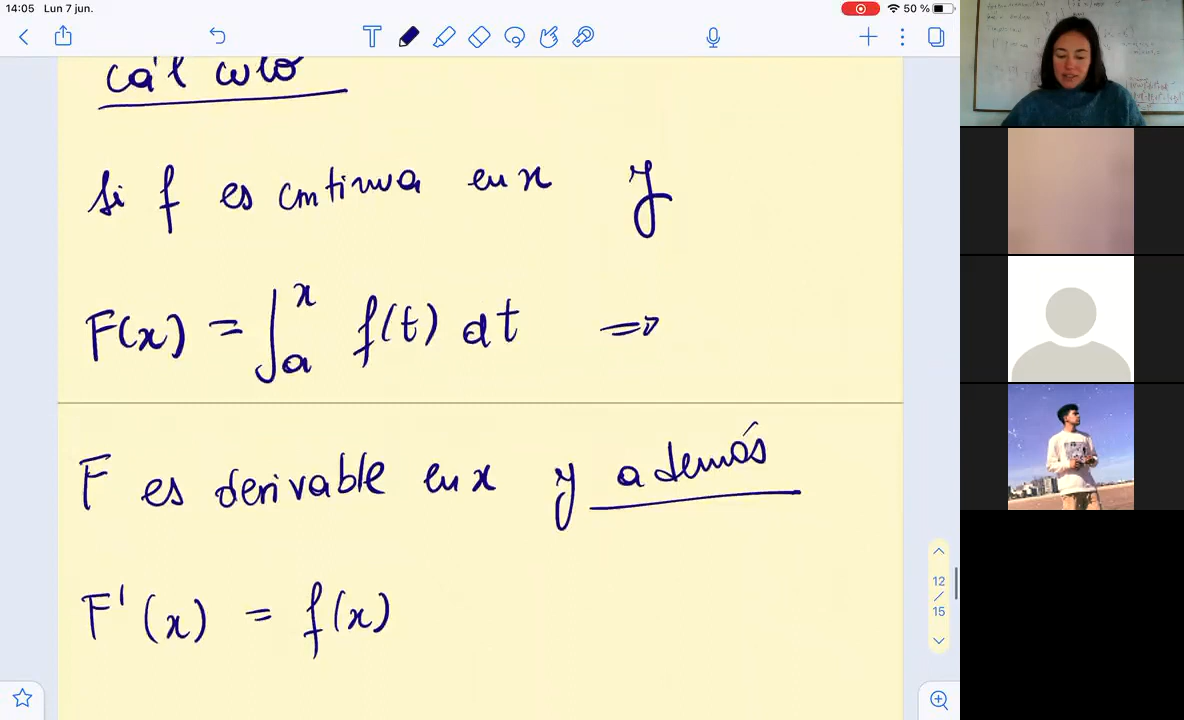 14:05 Lun 7 jun. 50 %
cálculo
si f es continua en x y
F(x) = ∫ₐˣ f(t) dt ⇒
F es derivable en x y además
F'(x) = f(x)
12 / 15